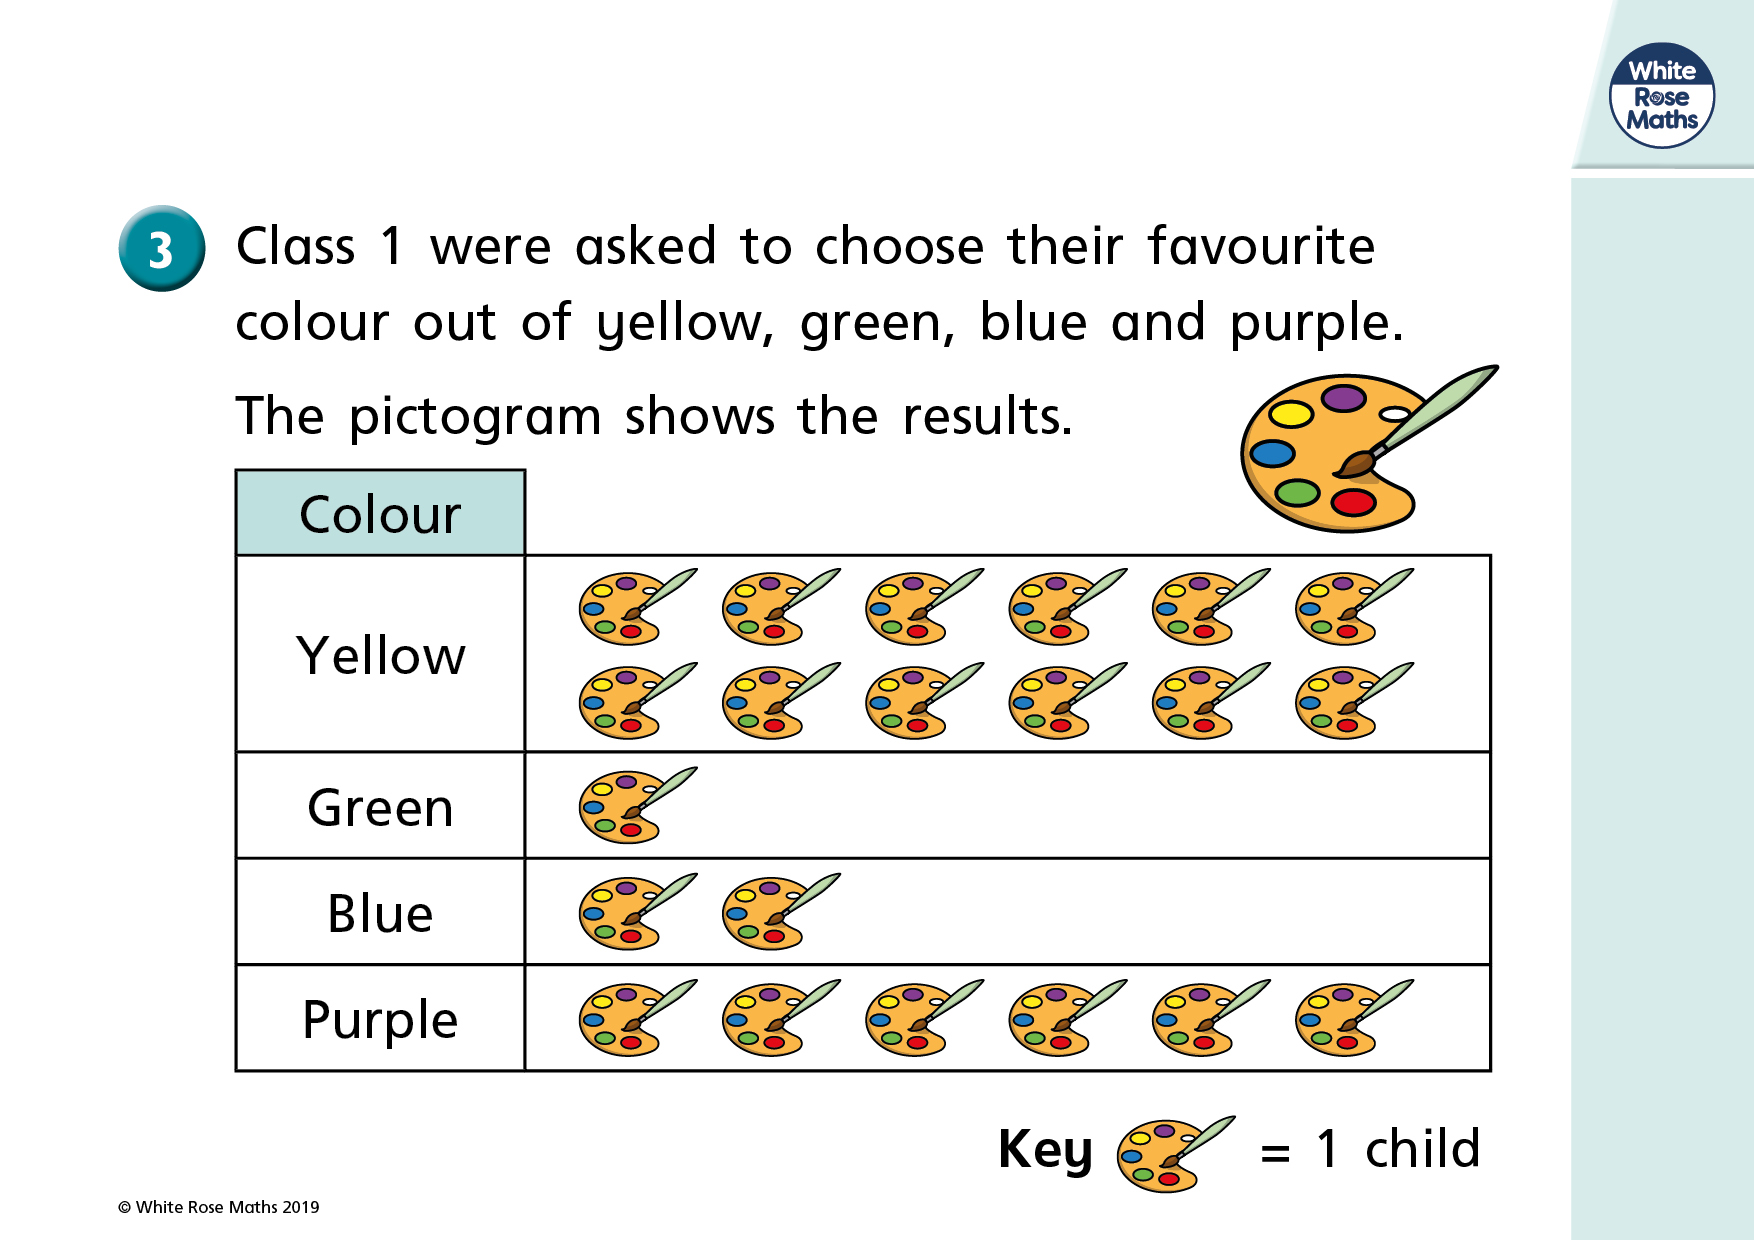 White
Rose
Maths
3 Class 1 were asked to choose their favourite
colour out of yellow, green, blue and purple.
The pictogram shows the results.
Colour
Yellow
Green
Blue
Purple
Key = 1 child
© White Rose Maths 2019